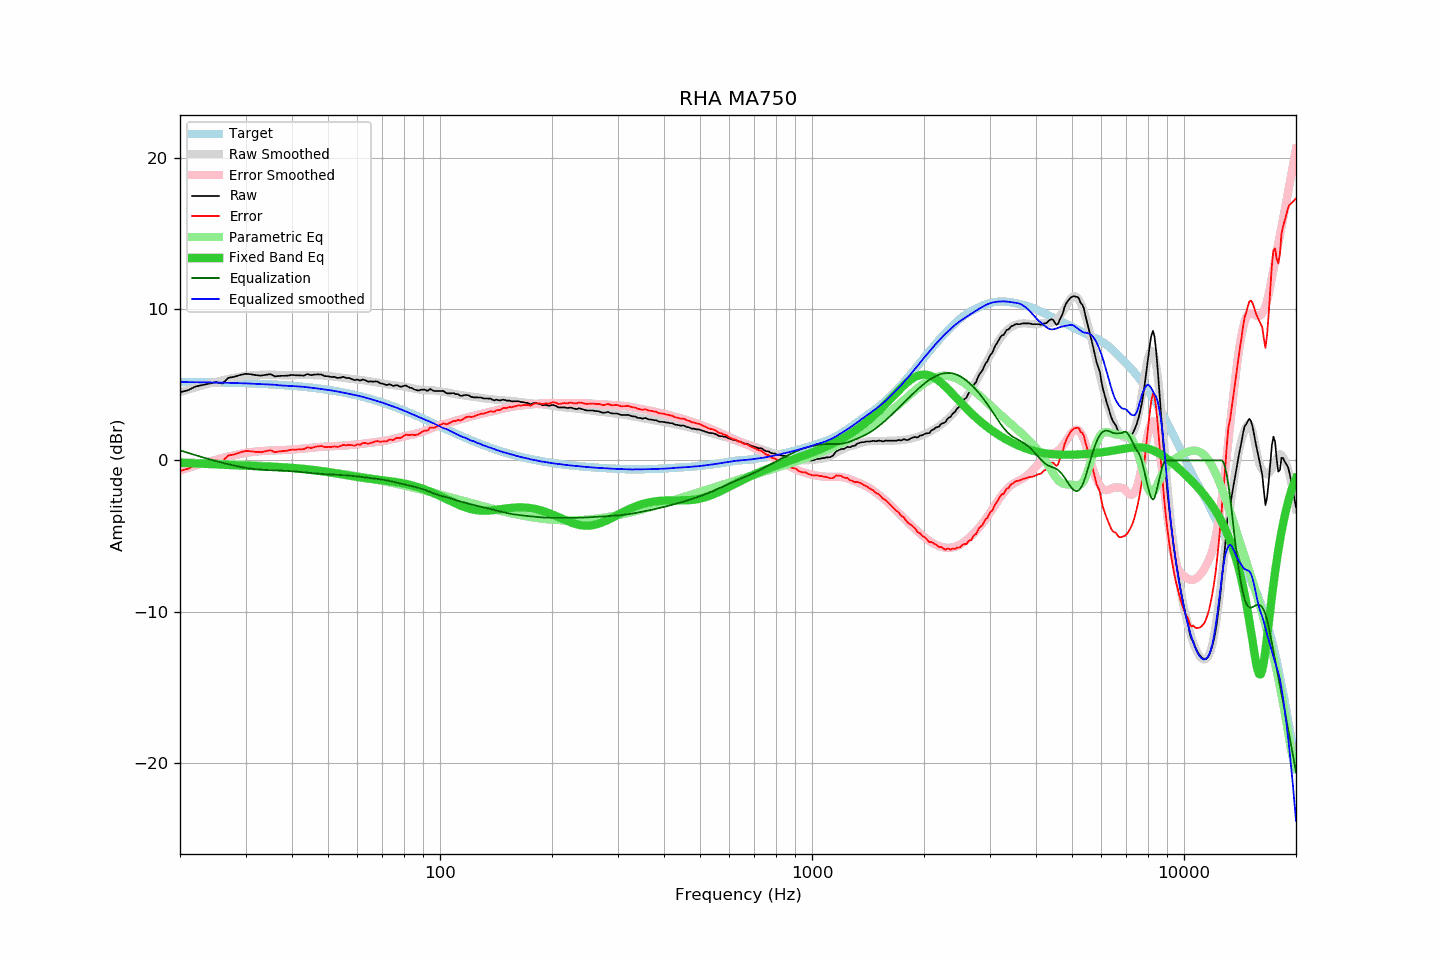 RHA MA750
Target
Raw Smoothed
Error Smoothed
Raw
Error
Parametric Eq
Fixed Band Eq
Equalization
Equalized smoothed
20
10
0
−10
−20
Amplitude (dBr)
100
1000
10000
Frequency (Hz)